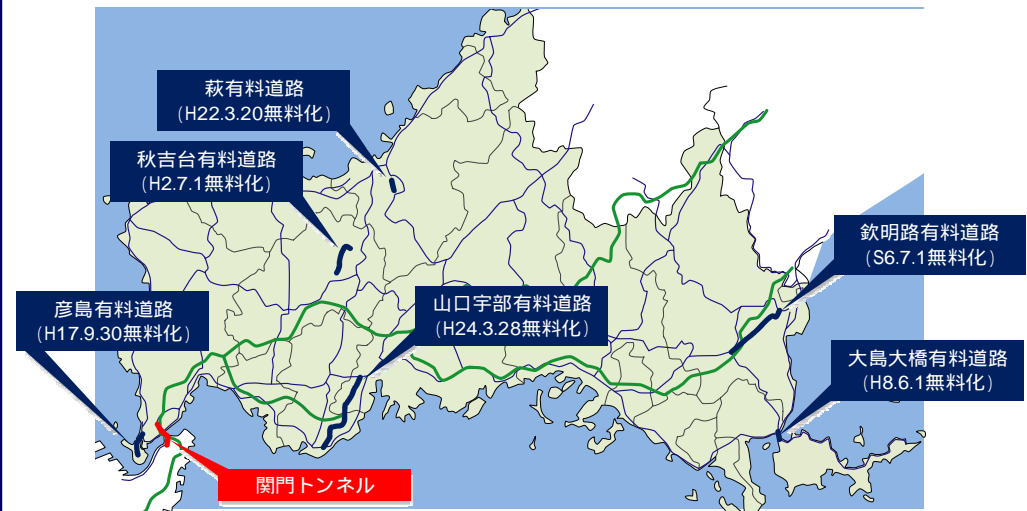 萩有料道路
(H22.3.20無料化)
秋吉台有料道路
(H2.7.1無料化)
欽明路有料道路
(S6.7.1無料化)
彦島有料道路
(H17.9.30無料化)
山口宇部有料道路
(H24.3.28無料化)
大島大橋有料道路
(H8.6.1無料化)
関門トンネル